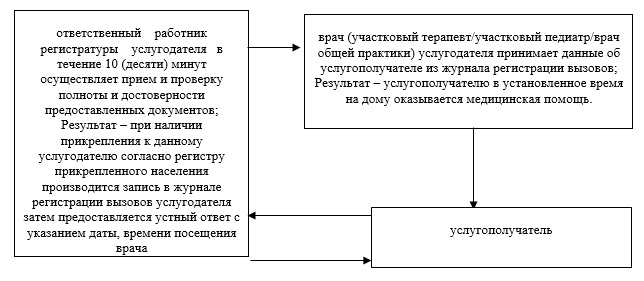 ответственный работник
регистратуры услугодателя в
течение 10 (десяти) минут
осуществляет прием и проверку
полноты и достоверности
предоставленных документов;
Результат – при наличии
прикрепления к данному
услугодателю согласно регистру
прикрепленного населения
производится запись в журнале
регистрации вызовов услугодателя
затем предоставляется устный ответ с
указанием даты, времени посещения
врача
врач (участковый терапевт/участковый педиатр/врач
общей практики) услугодателя принимает данные об
услугополучателе из журнала регистрации вызовов;
Результат – услугополучателю в установленное время
на дому оказывается медицинская помощь.
услугополучатель